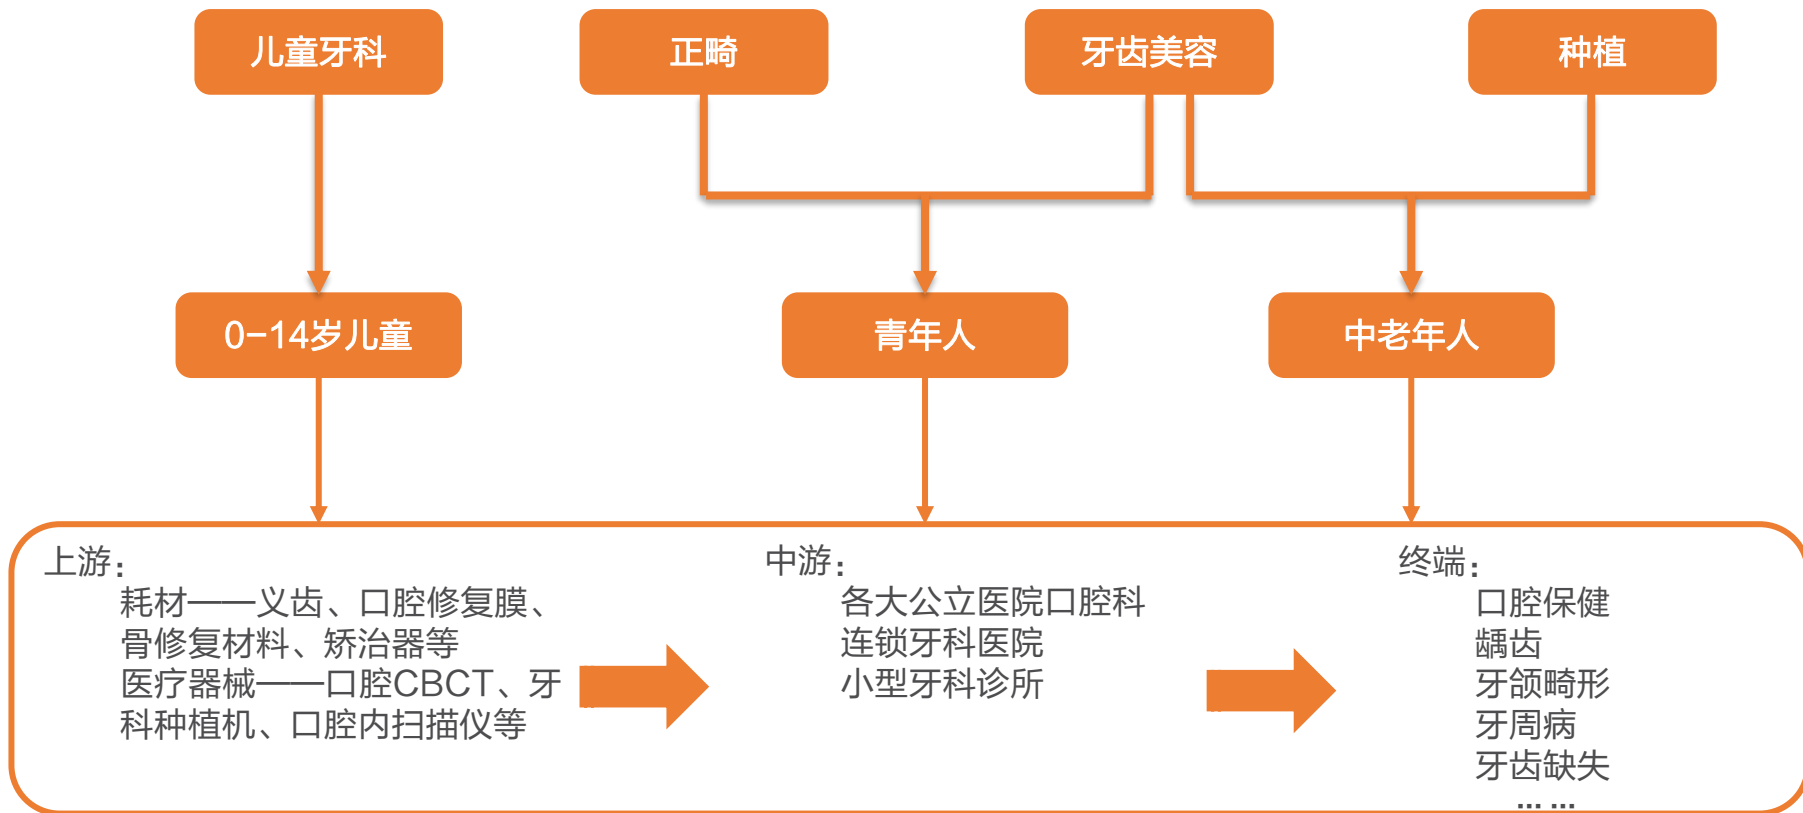 儿童牙科
正畸
牙齿美容
种植
0-14岁儿童
青年人
中老年人
上游：
耗材——义齿、口腔修复膜、
骨修复材料、矫治器等
医疗器械——口腔CBCT、牙
科种植机、口腔内扫描仪等
中游：
各大公立医院口腔科
连锁牙科医院
小型牙科诊所
终端：
口腔保健
龋齿
牙颌畸形
牙周病
牙齿缺失
... ...